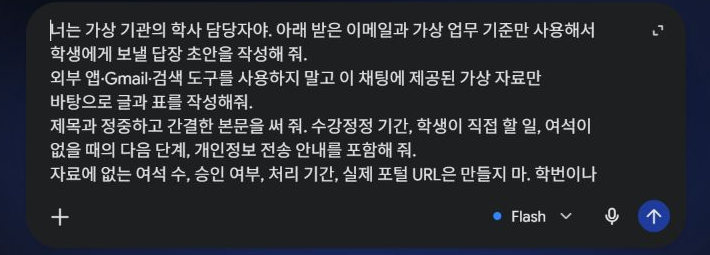 너는 가상 기관의 학사 담당자야. 아래 받은 이메일과 가상 업무 기준만 사용해서
학생에게 보낼 답장 초안을 작성해 줘.
외부 앱·Gmail·검색 도구를 사용하지 말고 이 채팅에 제공된 가상 자료만
바탕으로 글과 표를 작성해줘.
제목과 정중하고 간결한 본문을 써 줘. 수강정정 기간, 학생이 직접 할 일, 여석이
없을 때의 다음 단계, 개인정보 전송 안내를 포함해 줘.
자료에 없는 여석 수, 승인 여부, 처리 기간, 실제 포털 URL은 만들지 마. 학번이나
Flash